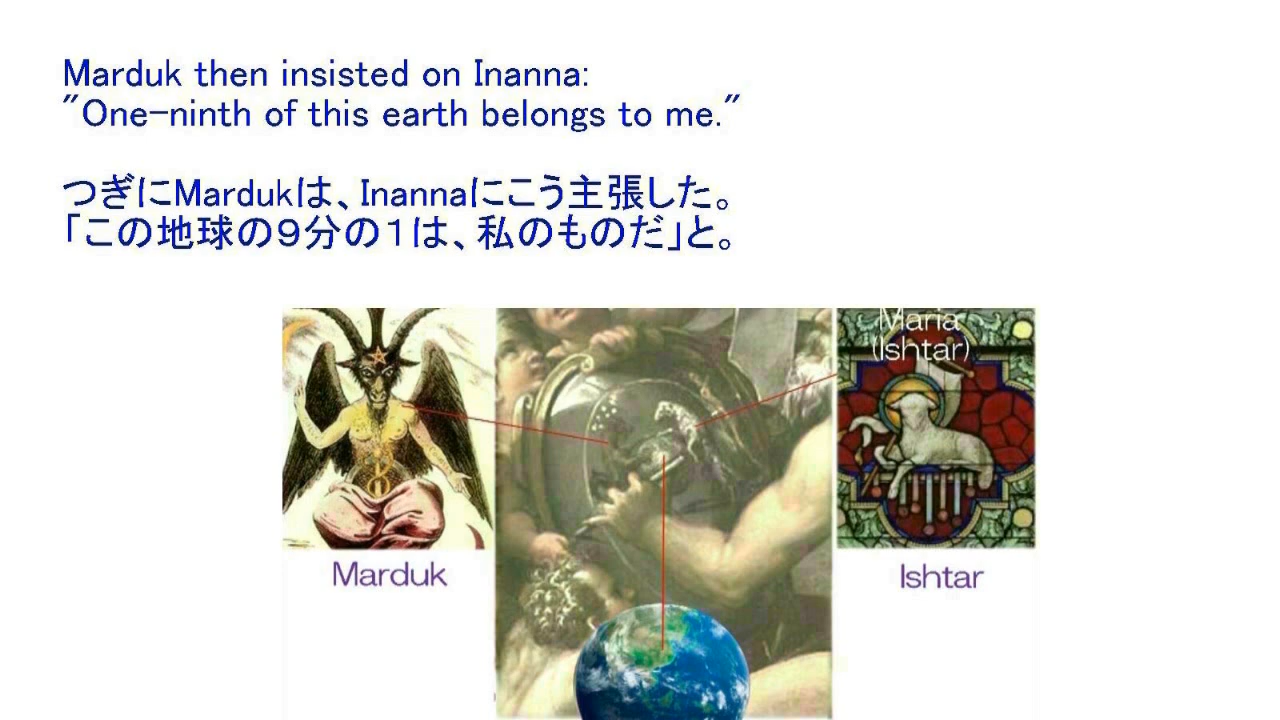 Marduk then insisted on Inanna:
"One-ninth of this earth belongs to me."
つぎにMardukは、Inannaにこう主張した。
「この地球の９分の１は、私のものだ」と。
Maria
(Ishtar)
Marduk
Ishtar